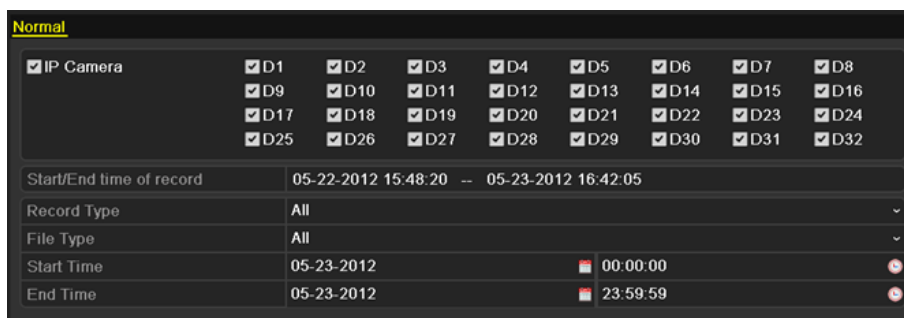 Normal
IP Camera D1 D2 D3 D4 D5 D6 D7 D8
D9 D10 D11 D12 D13 D14 D15 D16
D17 D18 D19 D20 D21 D22 D23 D24
D25 D26 D27 D28 D29 D30 D31 D32
Start/End time of record 05-22-2012 15:48:20 -- 05-23-2012 16:42:05
Record Type All
File Type All
Start Time 05-23-2012 00:00:00
End Time 05-23-2012 23:59:59